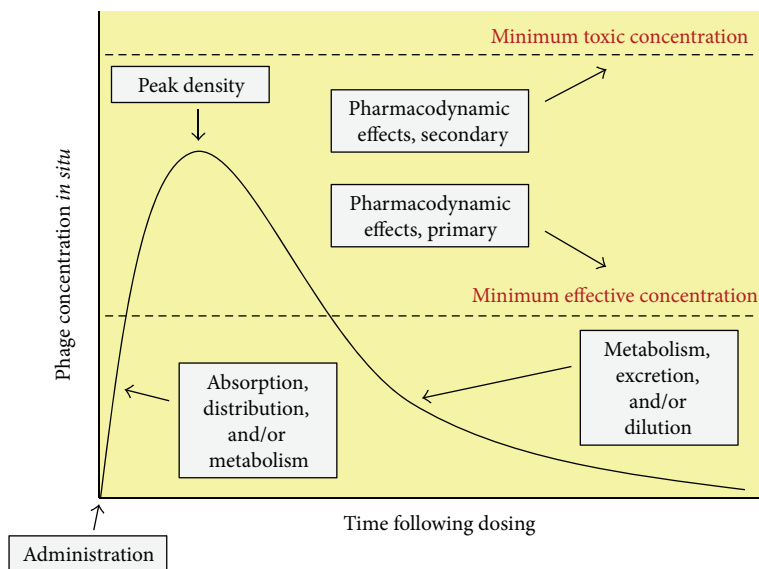 Minimum toxic concentration
Peak density
Pharmacodynamic
effects, secondary
Pharmacodynamic
effects, primary
Minimum effective concentration
Phage concentration in situ
Absorption,
distribution,
and/or
metabolism
Metabolism,
excretion,
and/or
dilution
Time following dosing
Administration